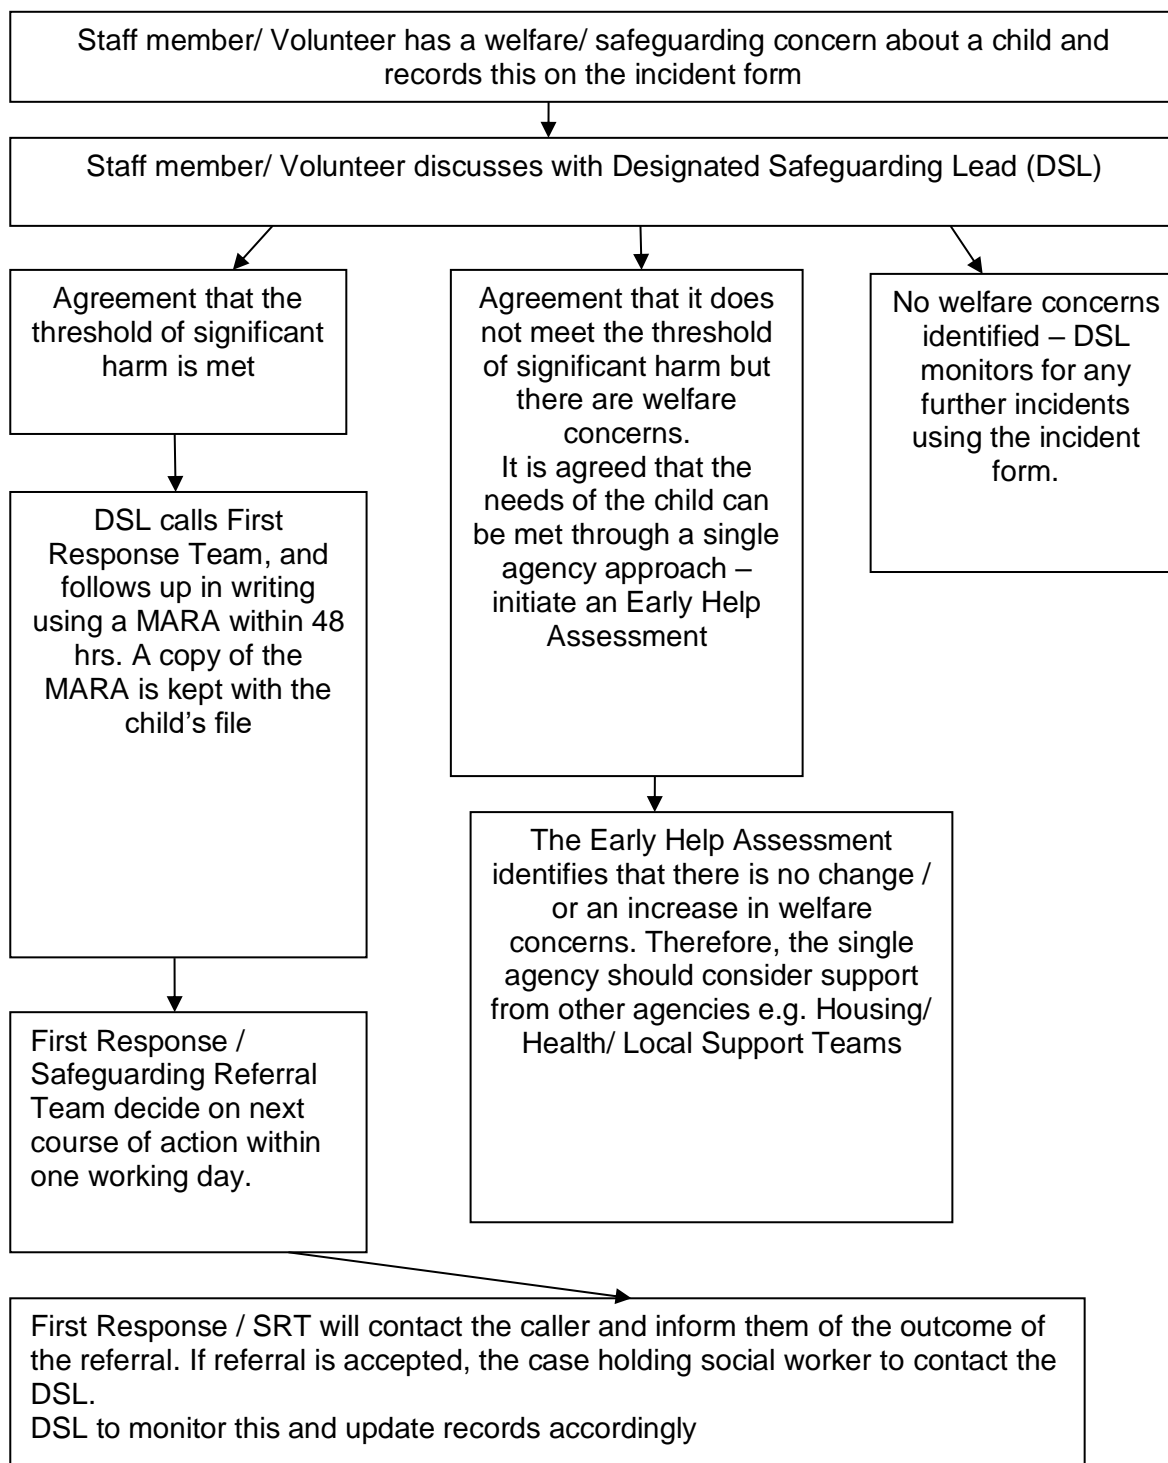 Staff member/ Volunteer has a welfare/ safeguarding concern about a child and
records this on the incident form
Staff member/ Volunteer discusses with Designated Safeguarding Lead (DSL)
Agreement that the
threshold of significant
harm is met
Agreement that it does
not meet the threshold
of significant harm but
there are welfare
concerns.
It is agreed that the
needs of the child can
be met through a single
agency approach –
initiate an Early Help
Assessment
No welfare concerns
identified – DSL
monitors for any
further incidents
using the incident
form.
DSL calls First
Response Team, and
follows up in writing
using a MARA within 48
hrs. A copy of the
MARA is kept with the
child’s file
The Early Help Assessment
identifies that there is no change /
or an increase in welfare
concerns. Therefore, the single
agency should consider support
from other agencies e.g. Housing/
Health/ Local Support Teams
First Response /
Safeguarding Referral
Team decide on next
course of action within
one working day.
First Response / SRT will contact the caller and inform them of the outcome of
the referral. If referral is accepted, the case holding social worker to contact the
DSL.
DSL to monitor this and update records accordingly